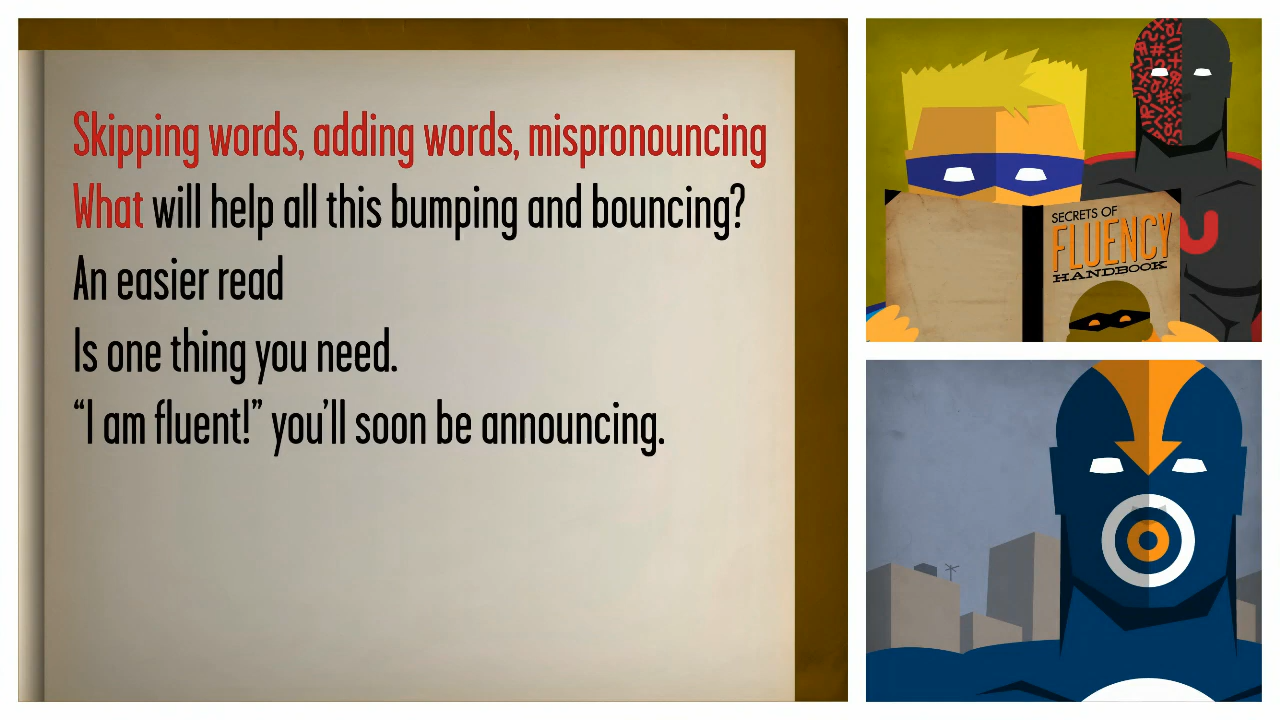 Skipping words, adding words, mispronouncing
What will help all this bumping and bouncing?
An easier read
Is one thing you need.
“I am fluent!” you’ll soon be announcing.
SECRETS OF
FLUENCY
HANDBOOK